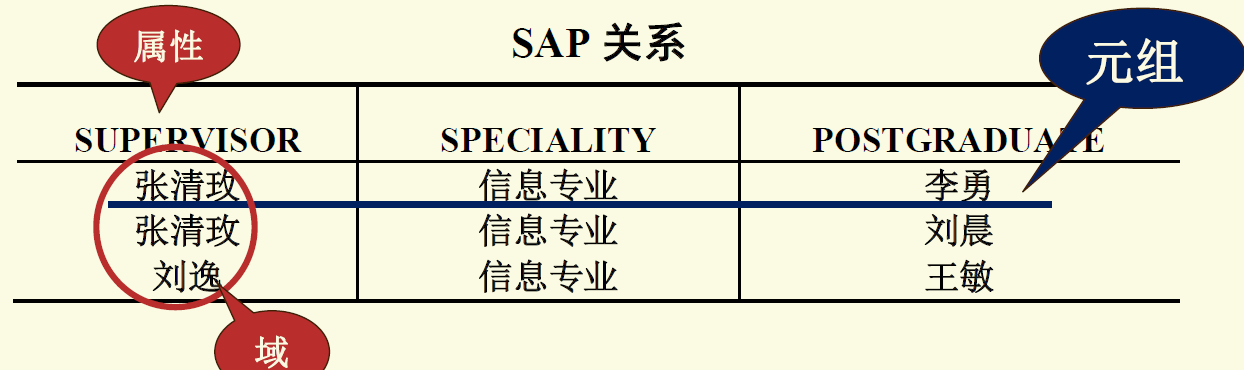 属性
SAP 关系
元组
SUPERVISOR SPECIALITY POSTGRADUATE
张清玫 信息专业 李勇
张清玫 信息专业 刘晨
刘逸 信息专业 王敏
域